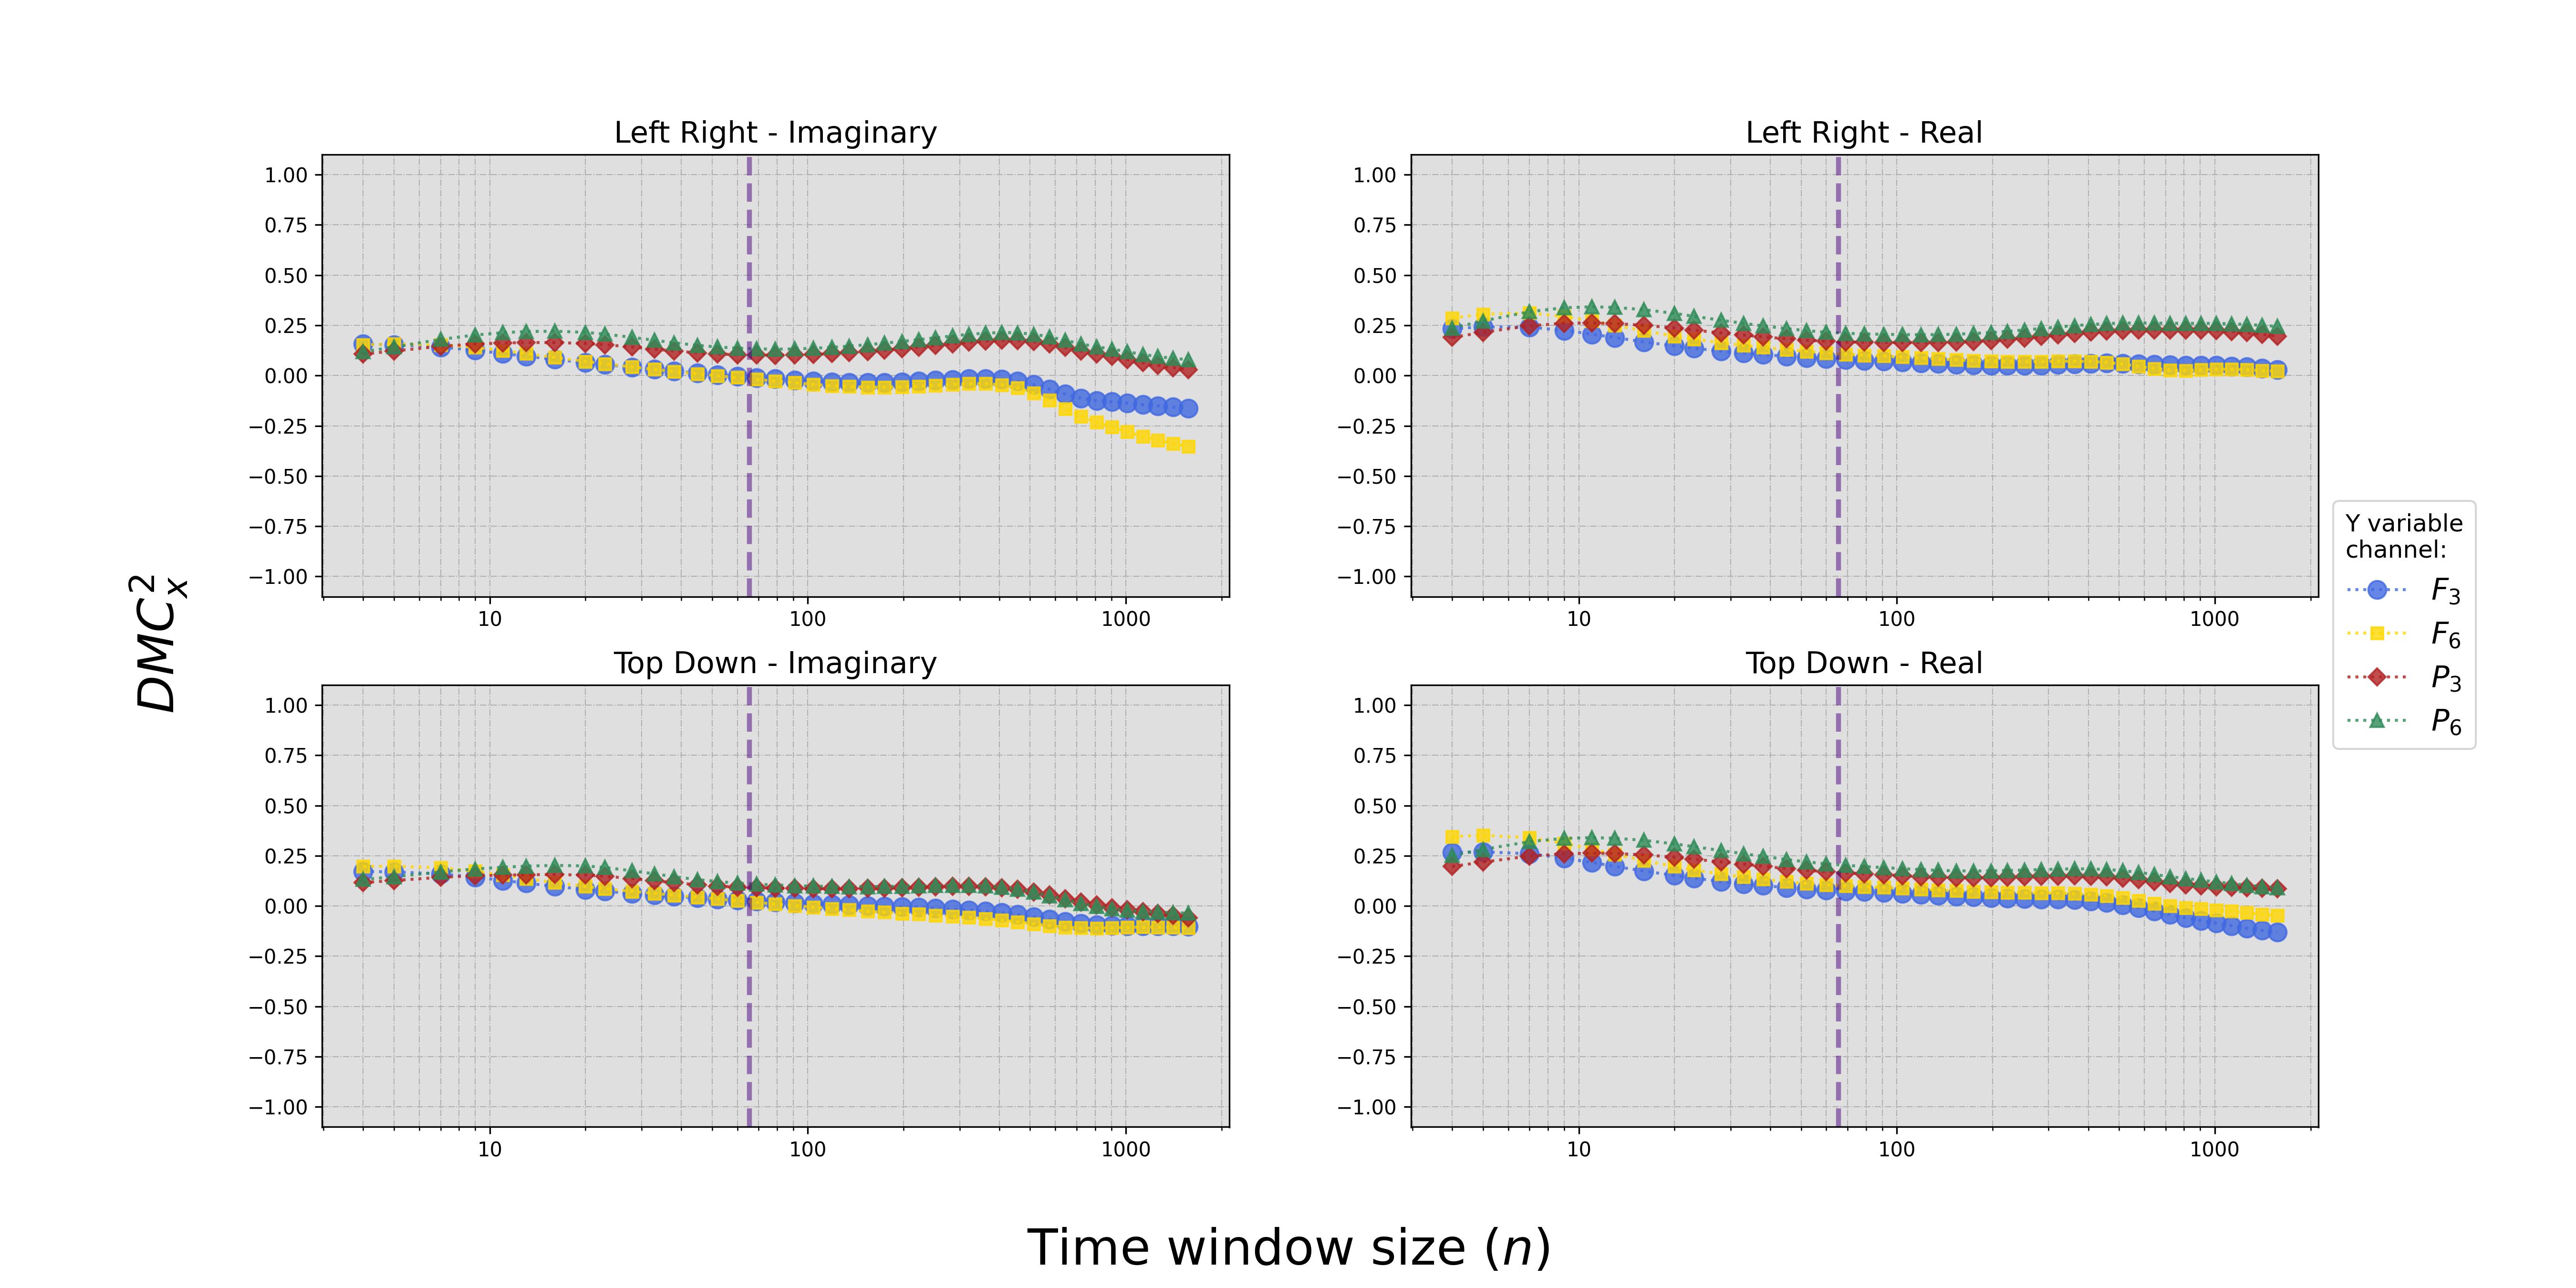 Left Right - Imaginary
1.00
0.75
0.50
0.25
0.00
−0.25
−0.50
−0.75
−1.00
10 100 1000
Left Right - Real
1.00
0.75
0.50
0.25
0.00
−0.25
−0.50
−0.75
−1.00
10 100 1000
Top Down - Imaginary
1.00
0.75
0.50
0.25
0.00
−0.25
−0.50
−0.75
−1.00
10 100 1000
Top Down - Real
1.00
0.75
0.50
0.25
0.00
−0.25
−0.50
−0.75
−1.00
10 100 1000
Y variable
channel:
F₃
F₆
P₃
P₆
DMC²ₓ
Time window size (n)